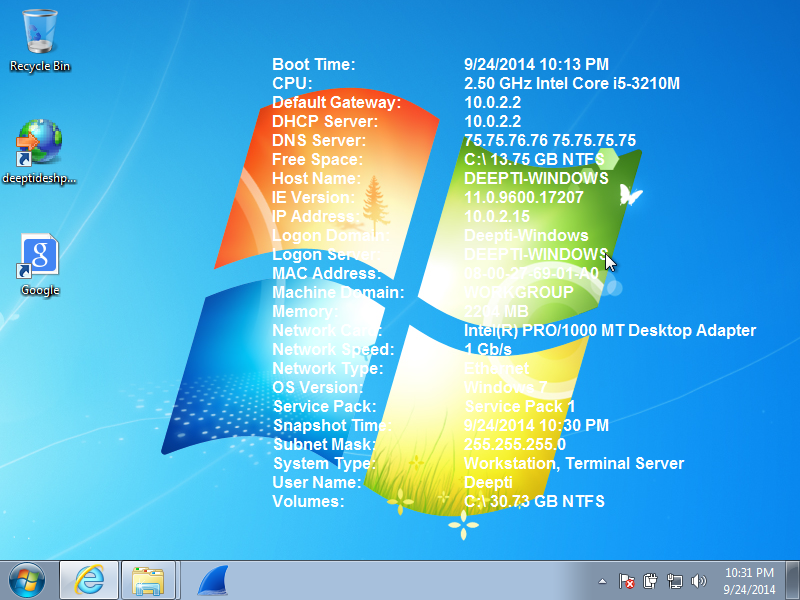 Recycle Bin
deeptideshp...
Google
Boot Time: 9/24/2014 10:13 PM
CPU: 2.50 GHz Intel Core i5-3210M
Default Gateway: 10.0.2.2
DHCP Server: 10.0.2.2
DNS Server: 75.75.76.76 75.75.75.75
Free Space: C:\ 13.75 GB NTFS
Host Name: DEEPTI-WINDOWS
IE Version: 11.0.9600.17207
IP Address: 10.0.2.15
Logon Domain: Deepti-Windows
Logon Server: DEEPTI-WINDOWS
MAC Address: 08-00-27-59-01-A0
Machine Domain: WORKGROUP
Memory: MB
Network Card: Intel(R) PRO/1000 MT Desktop Adapter
Network Speed: 1 Gb/s
Network Type: Ethernet
OS Version: Windows 7
Service Pack: Service Pack 1
Snapshot Time: 9/24/2014 10:30 PM
Subnet Mask: 255.255.255.0
System Type: Workstation, Terminal Server
User Name: Deepti
Volumes: C:\ 30.73 GB NTFS
10:31 PM
9/24/2014